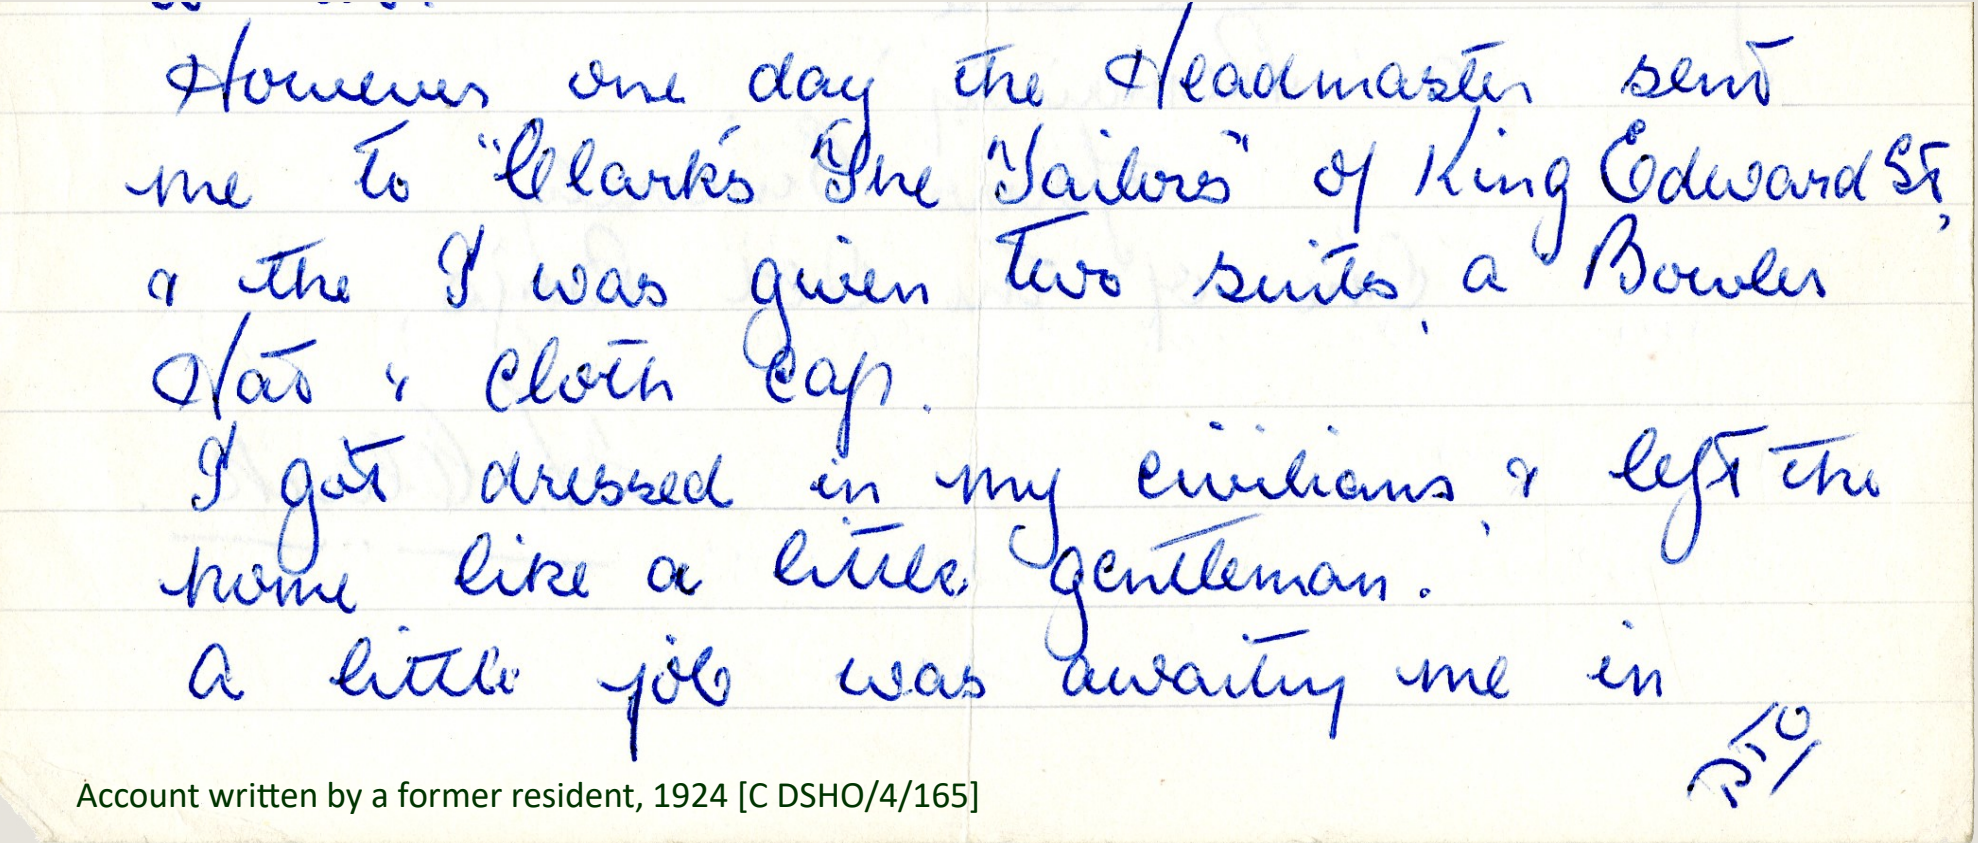 However one day the Headmaster sent
me to "Clark's "The "Tailors" of King Edward St,
& the I was given two suits, a Bowler
Hat & cloth cap.
I got dressed in my civilians, & left the
home like a little gentleman.
A little job was awaiting me in
PTO
Account written by a former resident, 1924 [C DSHO/4/165]